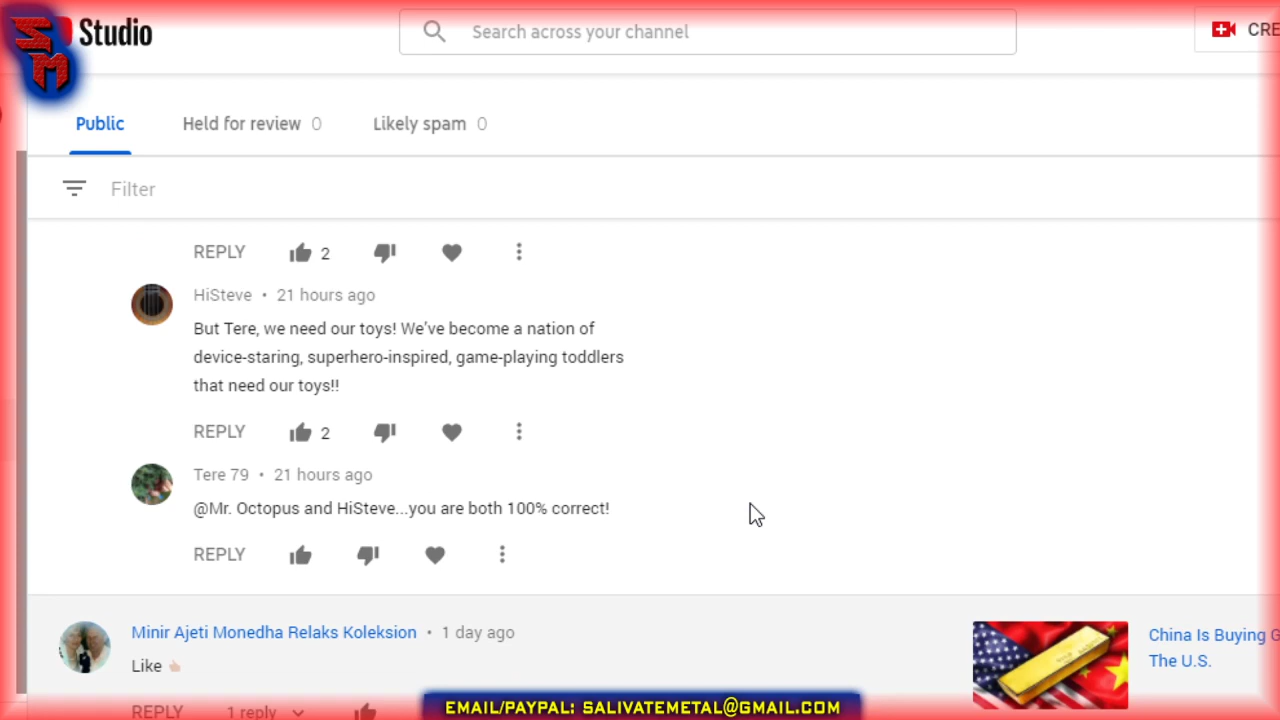 SM
Studio
Search across your channel
CRE
Public
Held for review 0
Likely spam 0
Filter
REPLY
2
HiSteve • 21 hours ago
But Tere, we need our toys! We've become a nation of
device-staring, superhero-inspired, game-playing toddlers
that need our toys!!
REPLY
2
Tere 79 • 21 hours ago
@Mr. Octopus and HiSteve...you are both 100% correct!
REPLY
Minir Ajeti Monedha Relaks Koleksion • 1 day ago
Like
China Is Buying G
The U.S.
REPLY
1 reply
EMAIL/PAYPAL: SALIVATEMETAL@GMAIL.COM